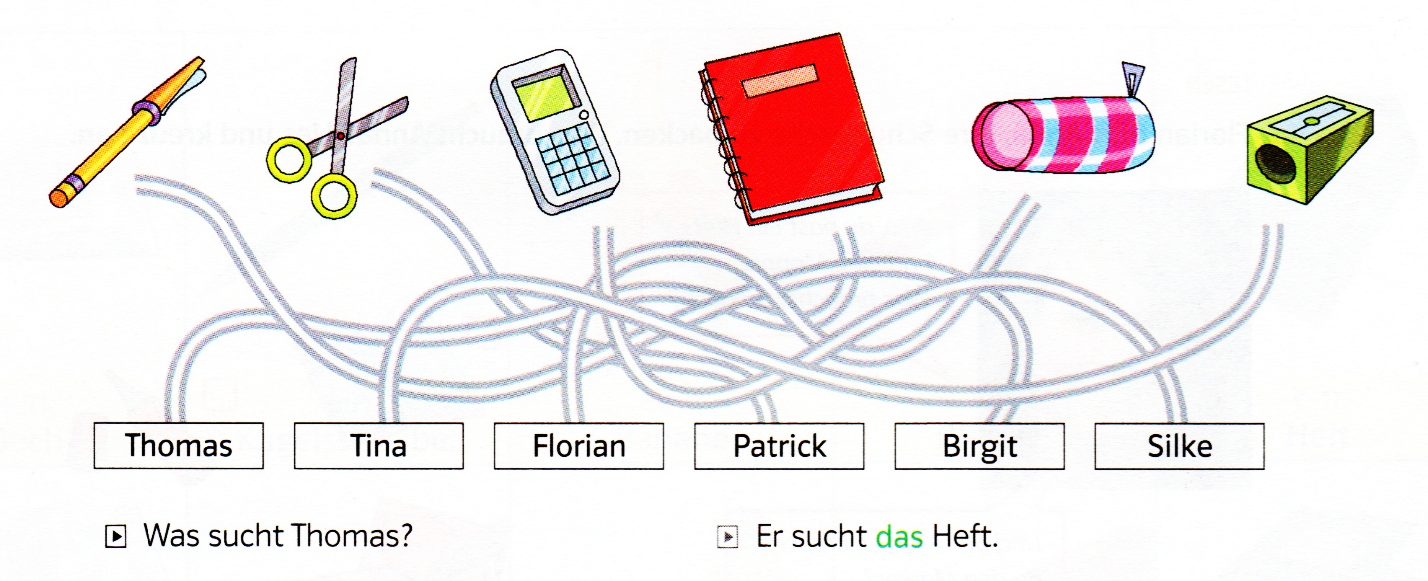 Thomas
Tina
Florian
Patrick
Birgit
Silke
Was sucht Thomas?
Er sucht das Heft.